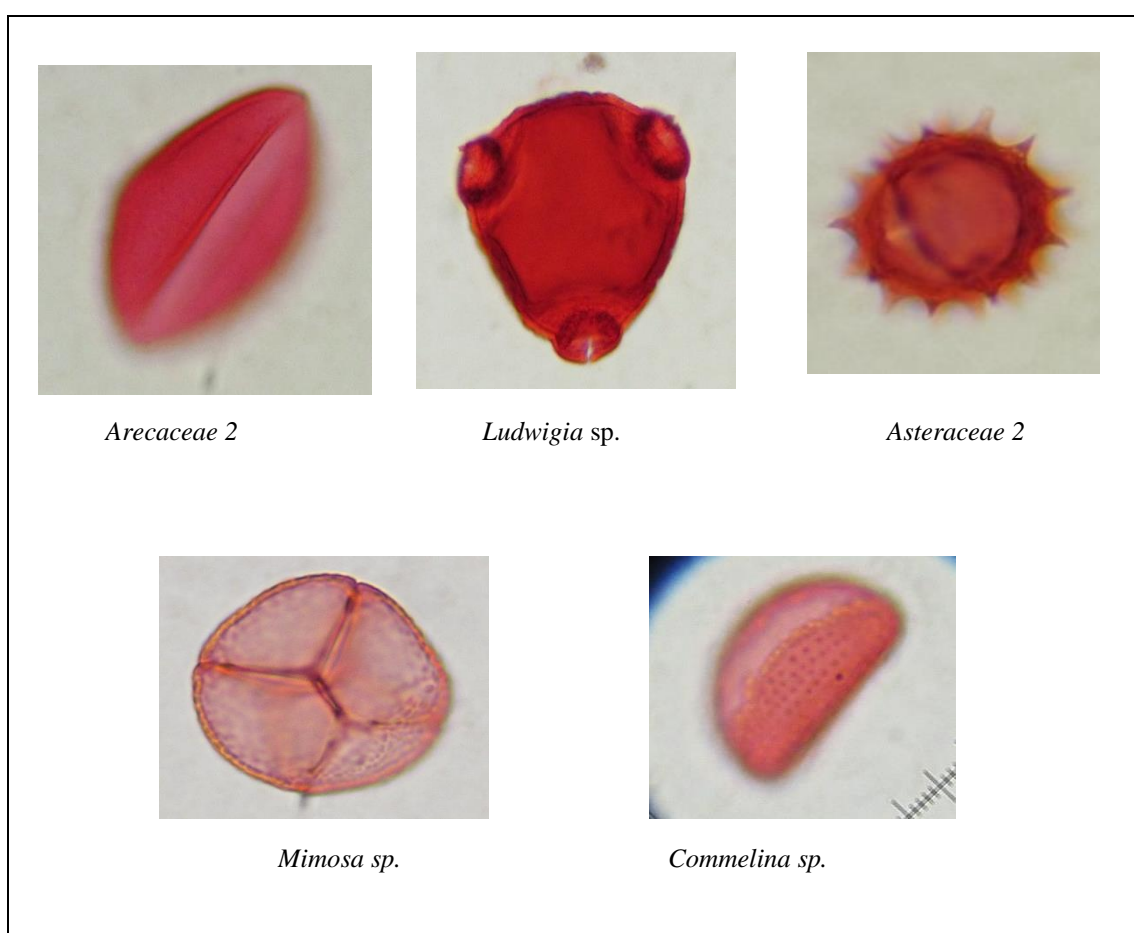 Arecaceae 2
Ludwigia sp.
Asteraceae 2
Mimosa sp.
Commelina sp.